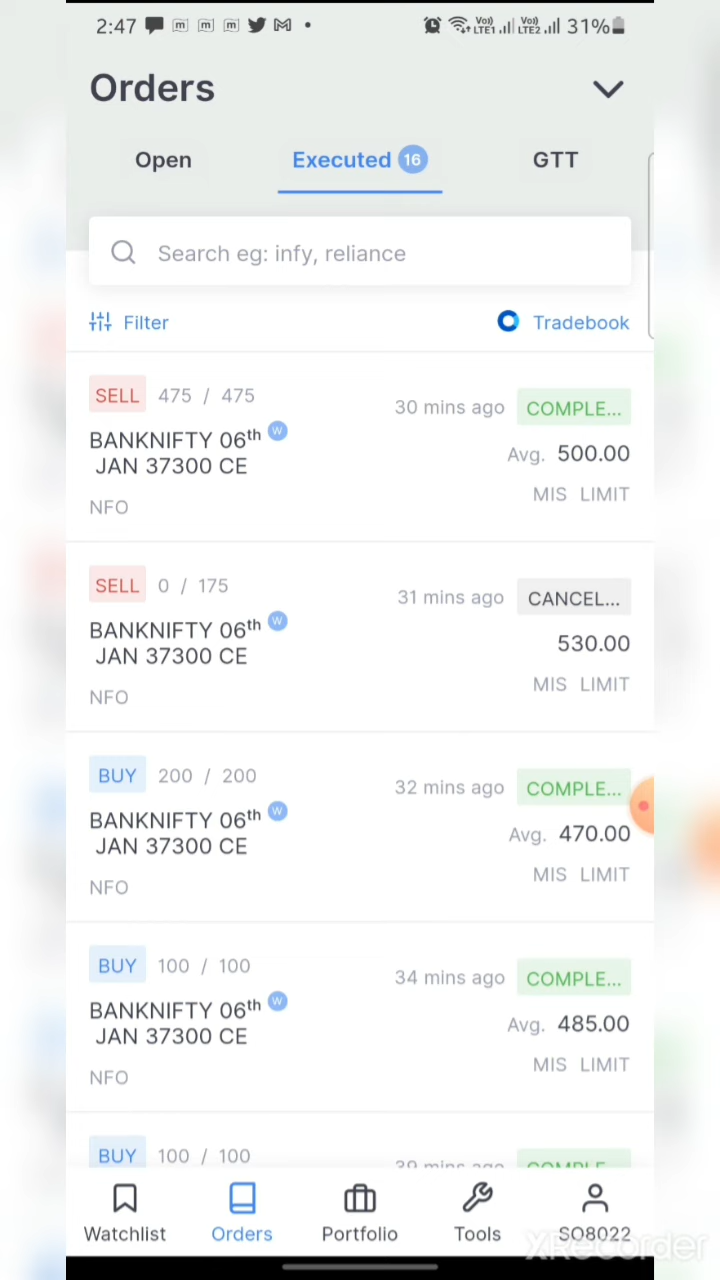 2:47 LTE1 LTE2 31%
Orders
Open Executed 16 GTT
Search eg: infy, reliance
Filter Tradebook
SELL 475 / 475 30 mins ago COMPLE...
BANKNIFTY 06th W Avg. 500.00
JAN 37300 CE
NFO MIS LIMIT
SELL 0 / 175 31 mins ago CANCEL...
BANKNIFTY 06th W 530.00
JAN 37300 CE
NFO MIS LIMIT
BUY 200 / 200 32 mins ago COMPLE...
BANKNIFTY 06th W Avg. 470.00
JAN 37300 CE
NFO MIS LIMIT
BUY 100 / 100 34 mins ago COMPLE...
BANKNIFTY 06th W Avg. 485.00
JAN 37300 CE
NFO MIS LIMIT
BUY 100 / 100
Watchlist Orders Portfolio Tools SO8022
XRecorder